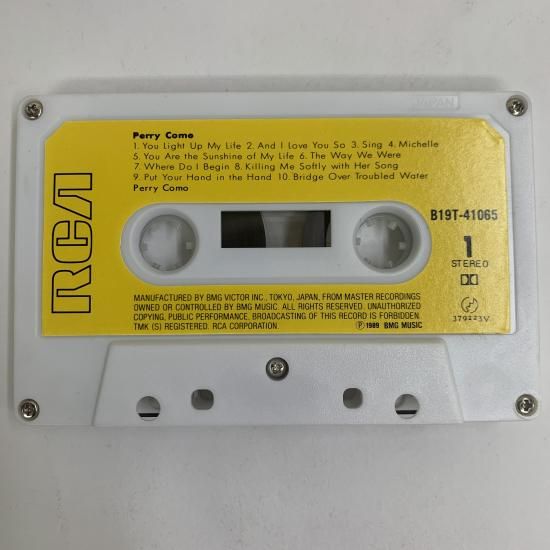 JAPAN
Perry Como
1. You Light Up My Life 2. And I Love You So 3. Sing 4. Michelle
5. You Are the Sunshine of My Life 6. The Way We Were
7. Where Do I Begin 8. Killing Me Softly with Her Song
9. Put Your Hand in the Hand 10. Bridge Over Troubled Water
Perry Como
RCA
B19T-41065
1
STEREO
MANUFACTURED BY BMG VICTOR INC., TOKYO, JAPAN, FROM MASTER RECORDINGS
OWNED OR CONTROLLED BY BMG MUSIC. ALL RIGHTS RESERVED. UNAUTHORIZED
COPYING, PUBLIC PERFORMANCE, BROADCASTING OF THIS RECORD IS FORBIDDEN.
TMK (S) REGISTERED. RCA CORPORATION.
Ⓟ 1989 BMG MUSIC
379223V